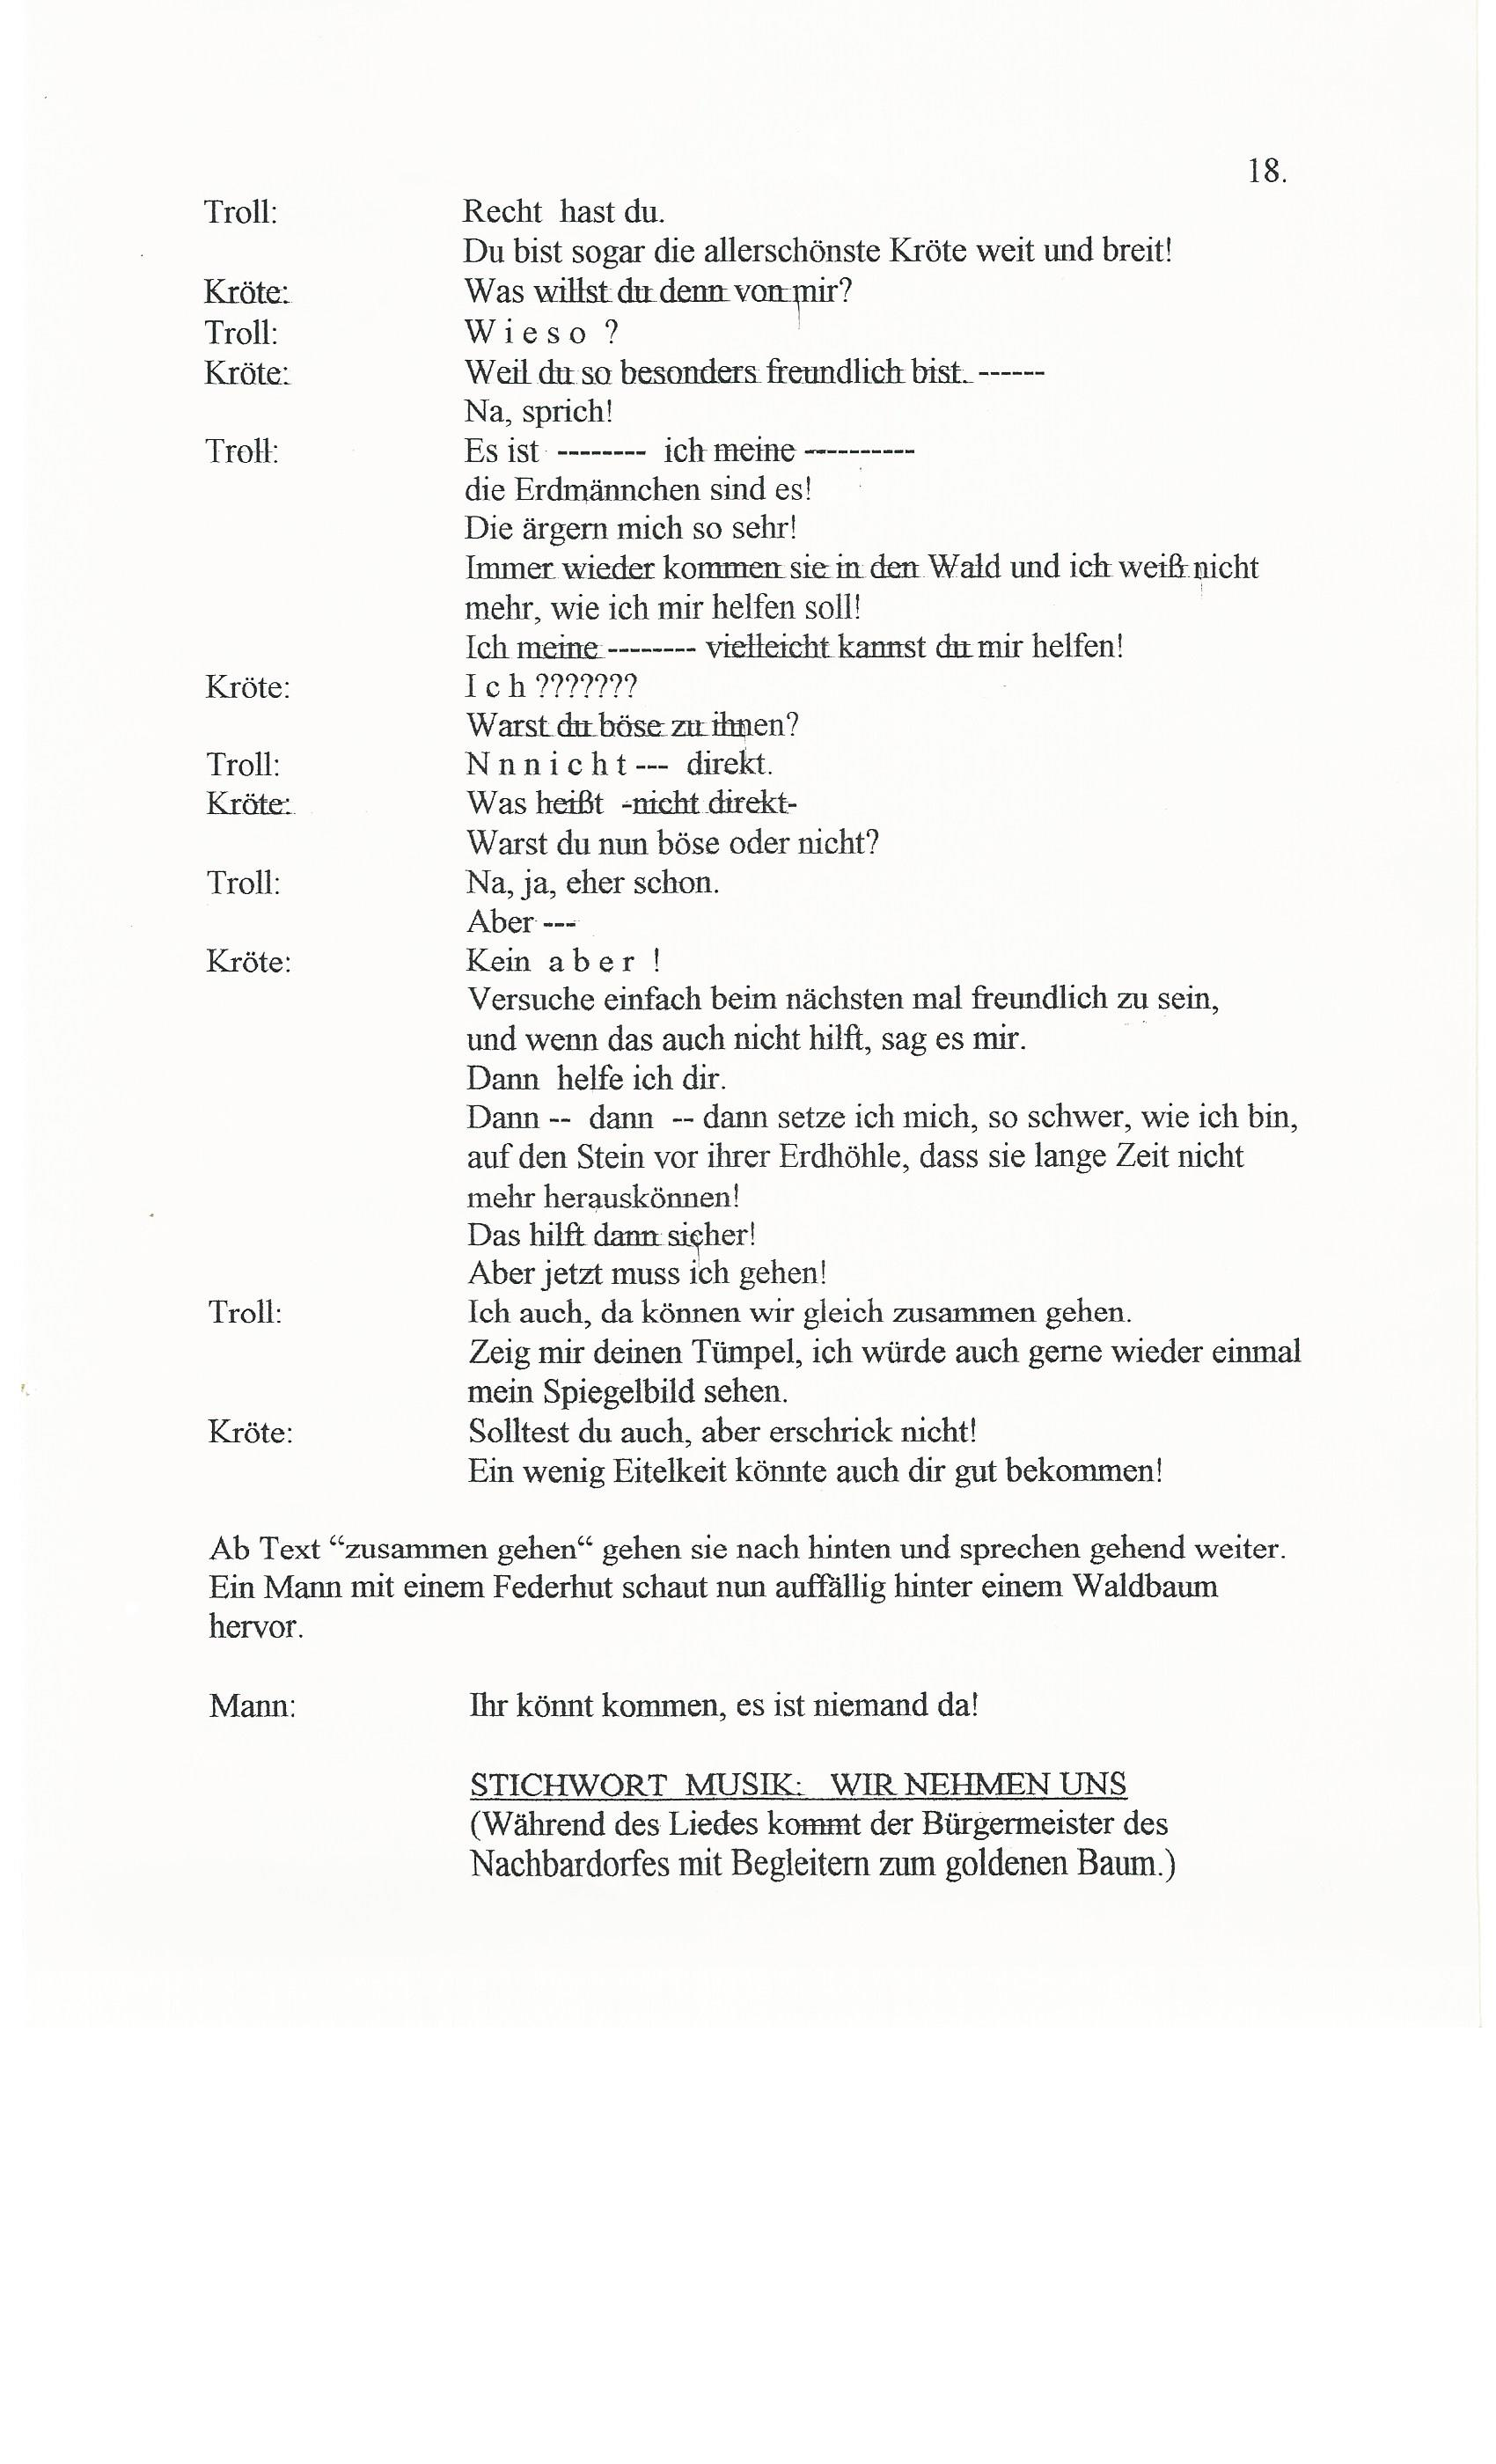 18.
Troll: Recht hast du.
Du bist sogar die allerschönste Kröte weit und breit!
Kröte: Was willst du denn von mir?
Troll: W i e s o ?
Kröte: Weil du so besonders freundlich bist. ------
Na, sprich!
Troll: Es ist -------- ich meine ----------
die Erdmännchen sind es!
Die ärgern mich so sehr!
Immer wieder kommen sie in den Wald und ich weiß nicht
mehr, wie ich mir helfen soll!
Ich meine -------- vielleicht kannst du mir helfen!
Kröte: I c h ???????
Warst du böse zu ihnen?
Troll: N n n i c h t --- direkt.
Kröte: Was heißt -nicht direkt-
Warst du nun böse oder nicht?
Troll: Na, ja, eher schon.
Aber ---
Kröte: Kein a b e r !
Versuche einfach beim nächsten mal freundlich zu sein,
und wenn das auch nicht hilft, sag es mir.
Dann helfe ich dir.
Dann -- dann -- dann setze ich mich, so schwer, wie ich bin,
auf den Stein vor ihrer Erdhöhle, dass sie lange Zeit nicht
mehr herauskönnen!
Das hilft dann sicher!
Aber jetzt muss ich gehen!
Troll: Ich auch, da können wir gleich zusammen gehen.
Zeig mir deinen Tümpel, ich würde auch gerne wieder einmal
mein Spiegelbild sehen.
Kröte: Solltest du auch, aber erschrick nicht!
Ein wenig Eitelkeit könnte auch dir gut bekommen!
Ab Text “zusammen gehen“ gehen sie nach hinten und sprechen gehend weiter.
Ein Mann mit einem Federhut schaut nun auffällig hinter einem Waldbaum
hervor.
Mann: Ihr könnt kommen, es ist niemand da!
STICHWORT MUSIK: WIR NEHMEN UNS
(Während des Liedes kommt der Bürgermeister des
Nachbardorfes mit Begleitern zum goldenen Baum.)